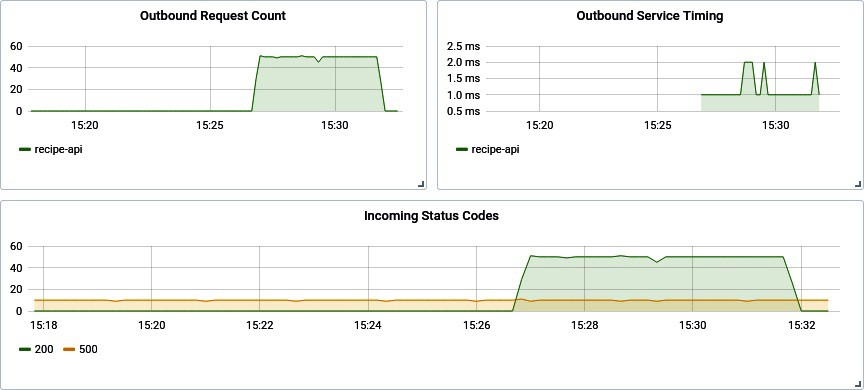 Outbound Request Count
60
40
20
0
15:20 15:25 15:30
recipe-api
Outbound Service Timing
2.5 ms
2.0 ms
1.5 ms
1.0 ms
0.5 ms
15:20 15:25 15:30
recipe-api
Incoming Status Codes
60
40
20
0
15:18 15:20 15:22 15:24 15:26 15:28 15:30 15:32
200 500